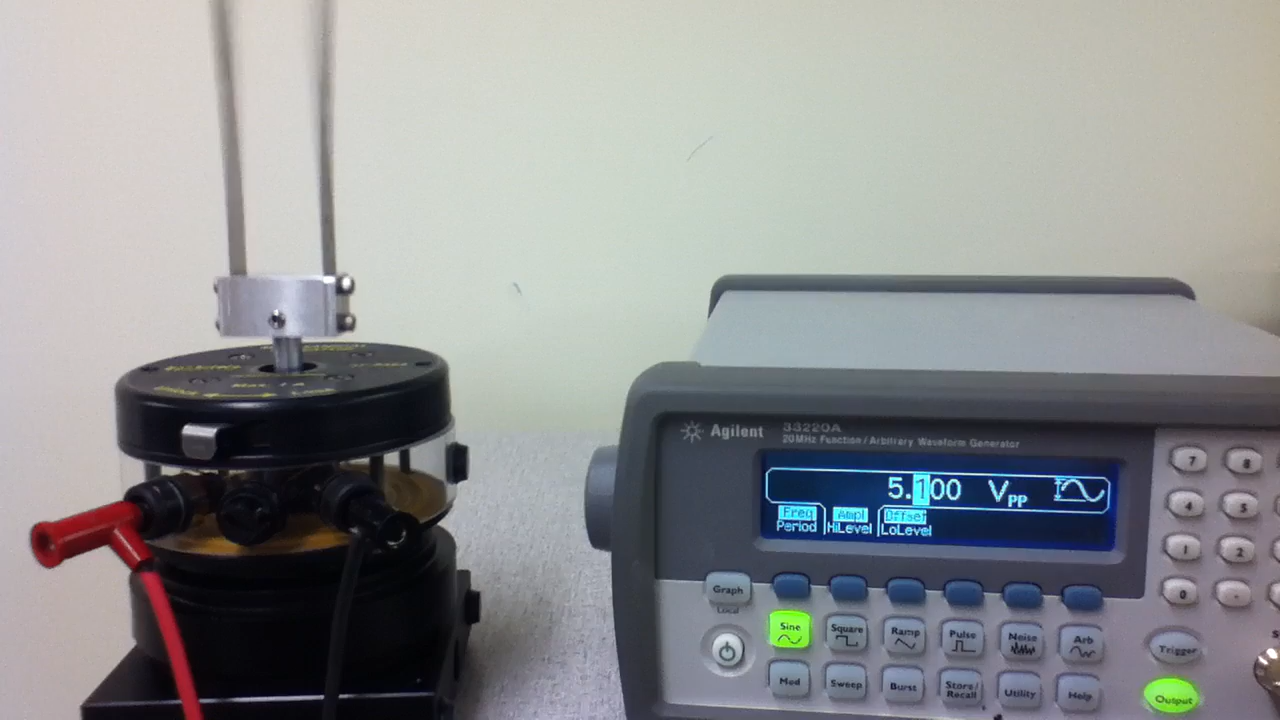 Max. 1 A
Agilent
33220A
20MHz Function / Arbitrary Waveform Generator
5.100 VPP
Freq Ampl Offset
Period HiLevel LoLevel
7 8
4 5
1 2
0 -
Graph
Local
Sine Square Ramp Pulse Noise Arb
Trigger
Mod Sweep Burst Store/ Recall Utility Help
Output